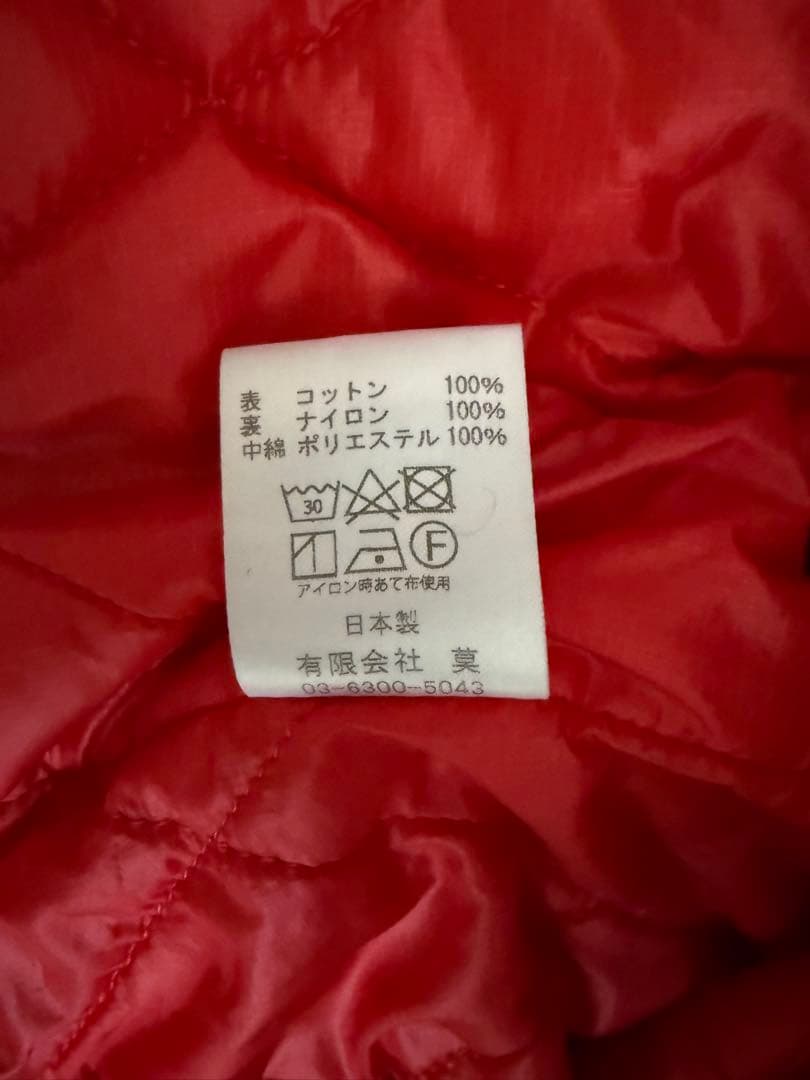 表 コットン 100%
裏 ナイロン 100%
中綿 ポリエステル 100%
30
F
アイロン時あて布使用
日本製
有限会社 莫
03-6300-5043